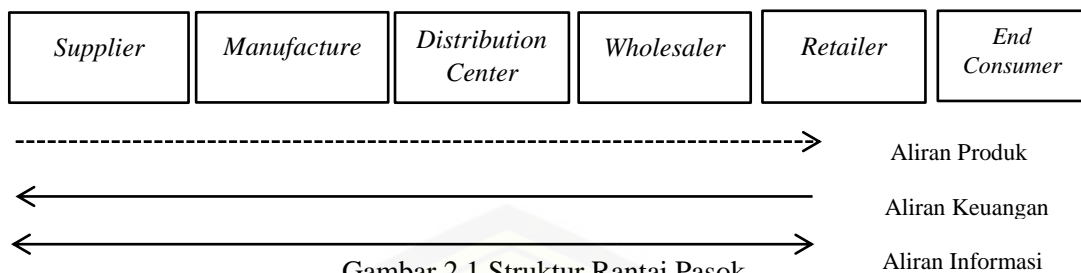 Supplier
Manufacture
Distribution
Center
Wholesaler
Retailer
End
Consumer
Aliran Produk
Aliran Keuangan
Aliran Informasi
Gambar 2.1 Struktur Rantai Pasok